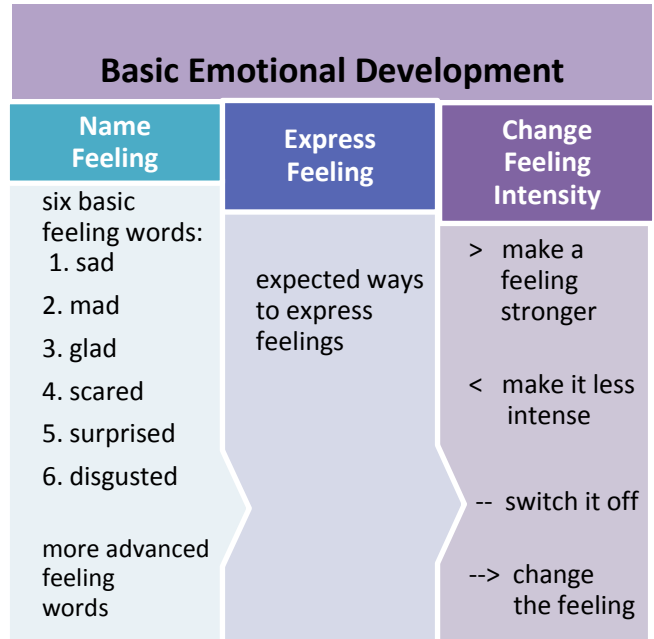 Basic Emotional Development
Name
Feeling
six basic
feeling words:
1. sad
2. mad
3. glad
4. scared
5. surprised
6. disgusted
more advanced
feeling
words
Express
Feeling
expected ways
to express
feelings
Change
Feeling
Intensity
> make a
feeling
stronger
< make it less
intense
-- switch it off
--> change
the feeling